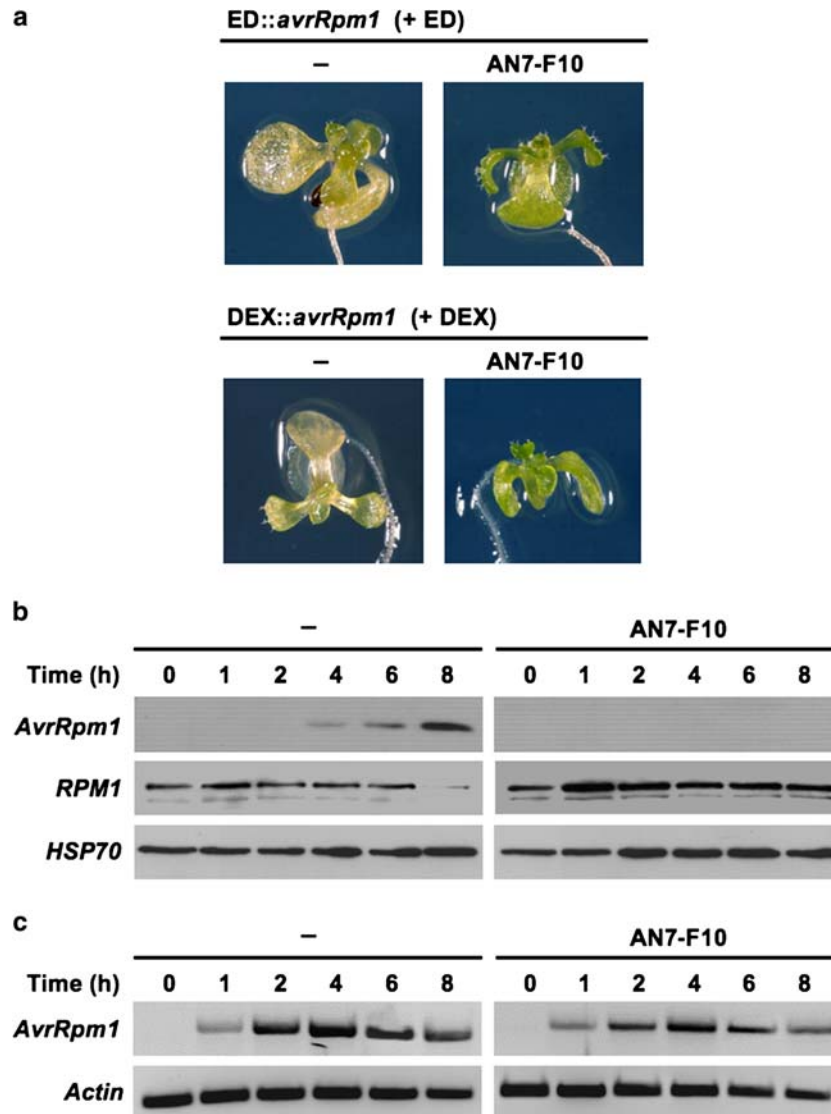 a
ED::avrRpm1 (+ ED)
– AN7-F10
DEX::avrRpm1 (+ DEX)
– AN7-F10
b
– AN7-F10
Time (h) 0 1 2 4 6 8 0 1 2 4 6 8
AvrRpm1
RPM1
HSP70
c
– AN7-F10
Time (h) 0 1 2 4 6 8 0 1 2 4 6 8
AvrRpm1
Actin